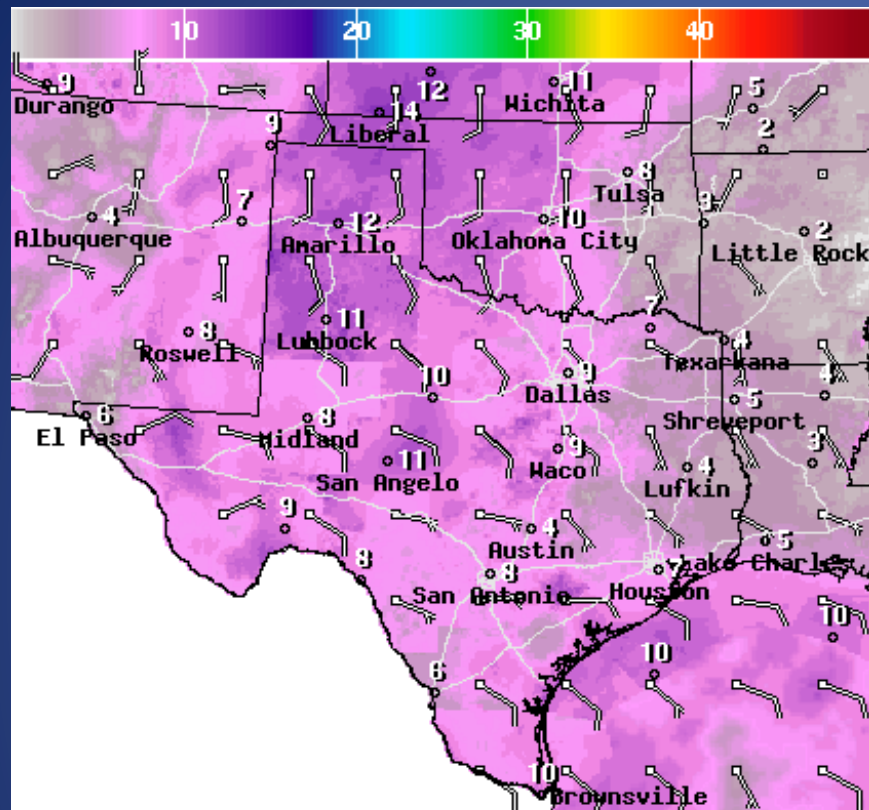 10 20 30 40
9 12 11 5
Durango Wichita
14
Liberal
9 2
8
Tulsa
4 7 12 10 3 2
Albuquerque Amarillo Oklahoma City Little Rock
11 7
8
Roswell Lubbock 4
Texarkana
9
10 Dallas 5 4
6 8 Shreveport
El Paso Midland
9 3
11 Waco 4
San Angelo Lufkin
9 4 5
Austin
8 8 7 Lake Charles
San Antonio Houston
10
10
6
10
Brownsville